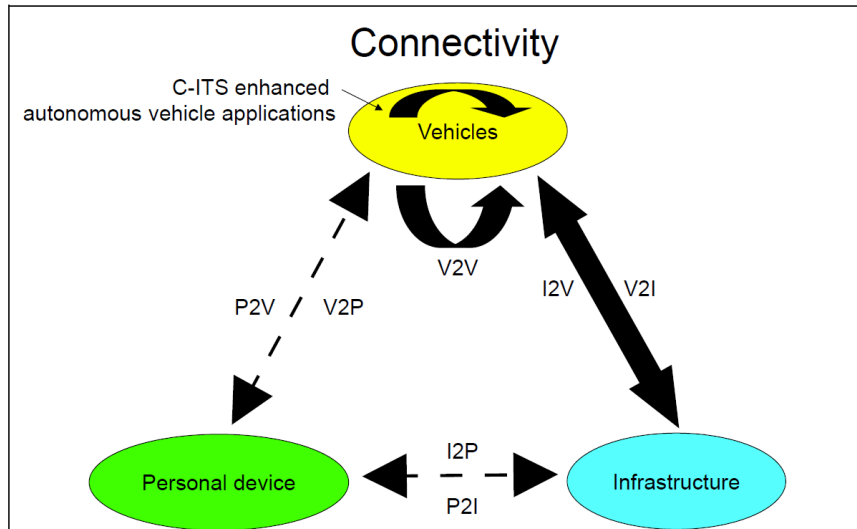 Connectivity
C-ITS enhanced
autonomous vehicle applications
Vehicles
V2V
P2V
V2P
I2V
V2I
I2P
Personal device
Infrastructure
P2I